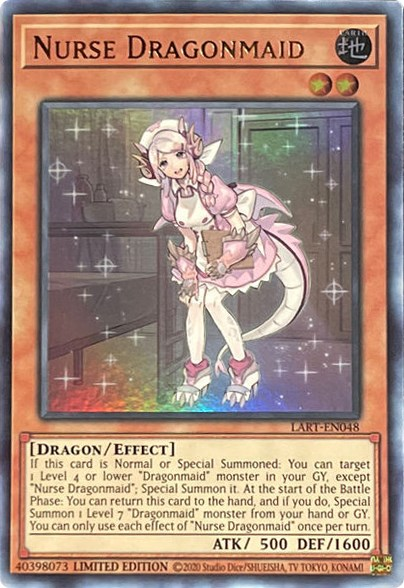 NURSE DRAGONMAID
EARTH
地
LART-EN048
[DRAGON/EFFECT]
If this card is Normal or Special Summoned: You can target
1 Level 4 or lower "Dragonmaid" monster in your GY, except
"Nurse Dragonmaid"; Special Summon it. At the start of the Battle
Phase: You can return this card to the hand, and if you do, Special
Summon 1 Level 7 "Dragonmaid" monster from your hand or GY.
You can only use each effect of "Nurse Dragonmaid" once per turn.
ATK/ 500 DEF/1600
40398073 LIMITED EDITION ©2020 Studio Dice/SHUEISHA, TV TOKYO, KONAMI